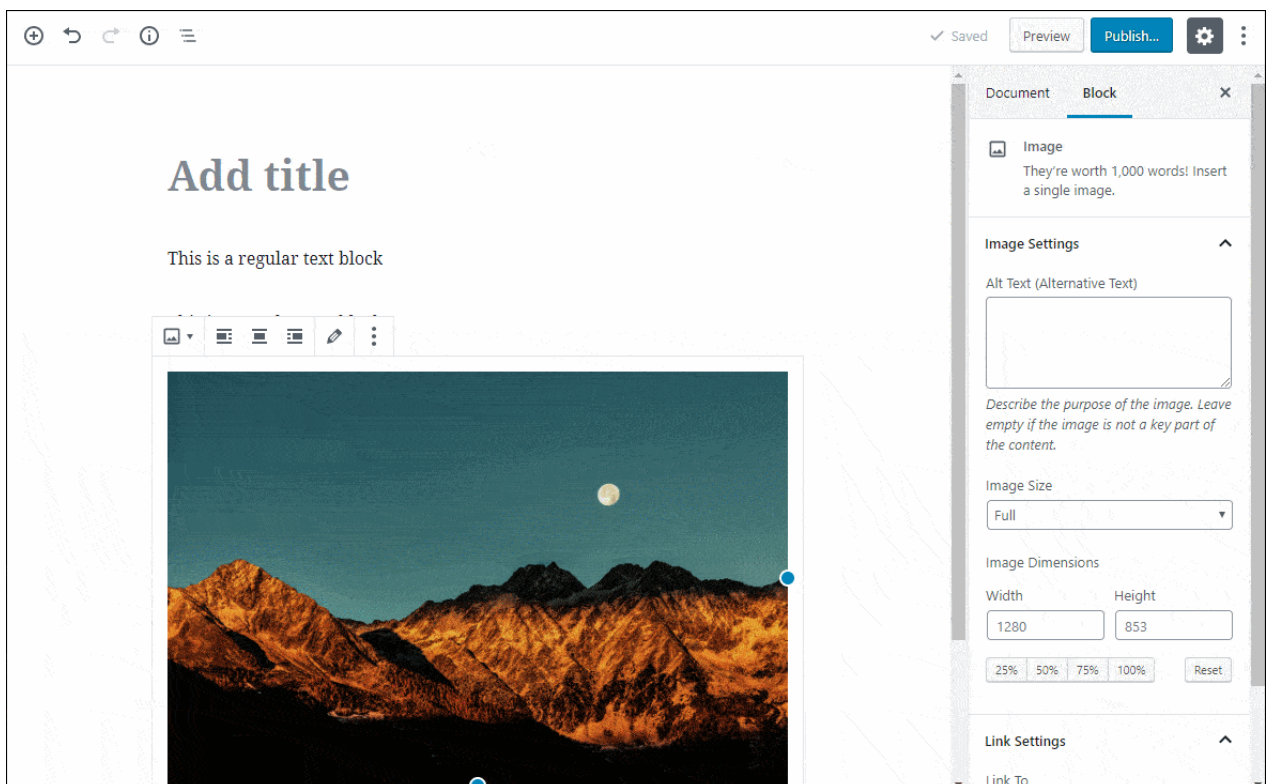 Saved
Preview
Publish...
Document
Block
Image
They're worth 1,000 words! Insert
a single image.
Add title
This is a regular text block
Image Settings
Alt Text (Alternative Text)
Describe the purpose of the image. Leave
empty if the image is not a key part of
the content.
Image Size
Full
Image Dimensions
Width
Height
1280
853
25%
50%
75%
100%
Reset
Link Settings
Link To